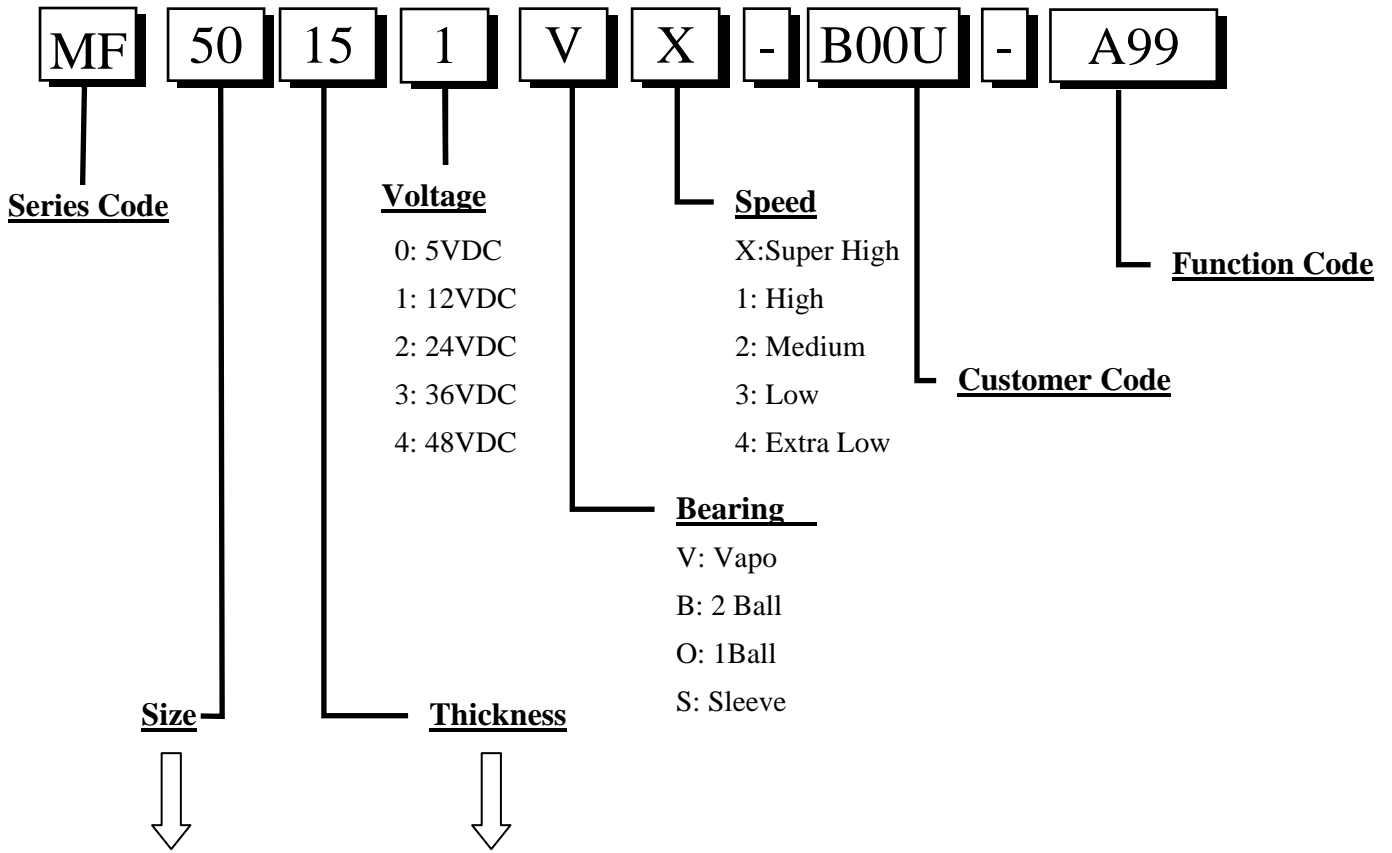 MF 50 15 1 V X - B00U - A99
Series Code
Voltage
0: 5VDC
1: 12VDC
2: 24VDC
3: 36VDC
4: 48VDC
Speed
X:Super High
1: High
2: Medium
3: Low
4: Extra Low
Function Code
Customer Code
Bearing
V: Vapo
B: 2 Ball
O: 1Ball
S: Sleeve
Size
Thickness